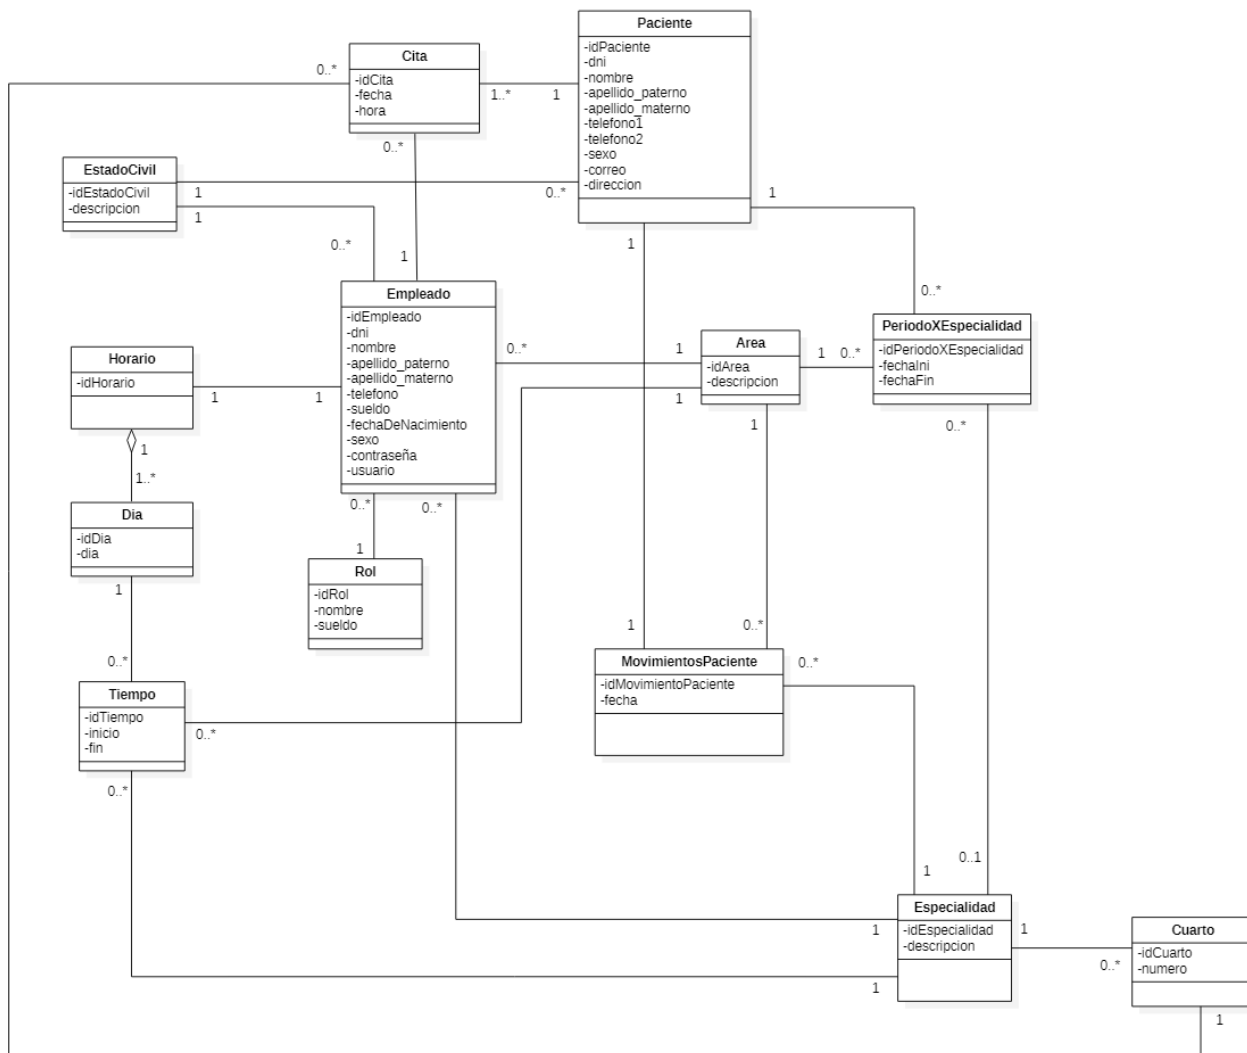 Paciente
-idPaciente
-dni
-nombre
-apellido_paterno
-apellido_materno
-telefono1
-telefono2
-sexo
-correo
-direccion
Cita
-idCita
-fecha
-hora
0..*
1..*
1
0..*
EstadoCivil
-idEstadoCivil
-descripcion
1
0..*
1
0..*
1
1
1
0..*
Empleado
-idEmpleado
-dni
-nombre
-apellido_paterno
-apellido_materno
-telefono
-sueldo
-fechaDeNacimiento
-sexo
-contraseña
-usuario
PeriodoXEspecialidad
-idPeriodoXEspecialidad
-fechaIni
-fechaFin
Area
-idArea
-descripcion
0..*
1
1
0..*
Horario
-idHorario
1
1
1
1
0..*
1
1..*
0..*
0..*
Dia
-idDia
-dia
1
1
Rol
-idRol
-nombre
-sueldo
1
0..*
0..*
MovimientosPaciente
-idMovimientoPaciente
-fecha
0..*
Tiempo
-idTiempo
-inicio
-fin
0..*
0..*
0..1
1
Especialidad
-idEspecialidad
-descripcion
1
1
1
0..*
Cuarto
-idCuarto
-numero
1